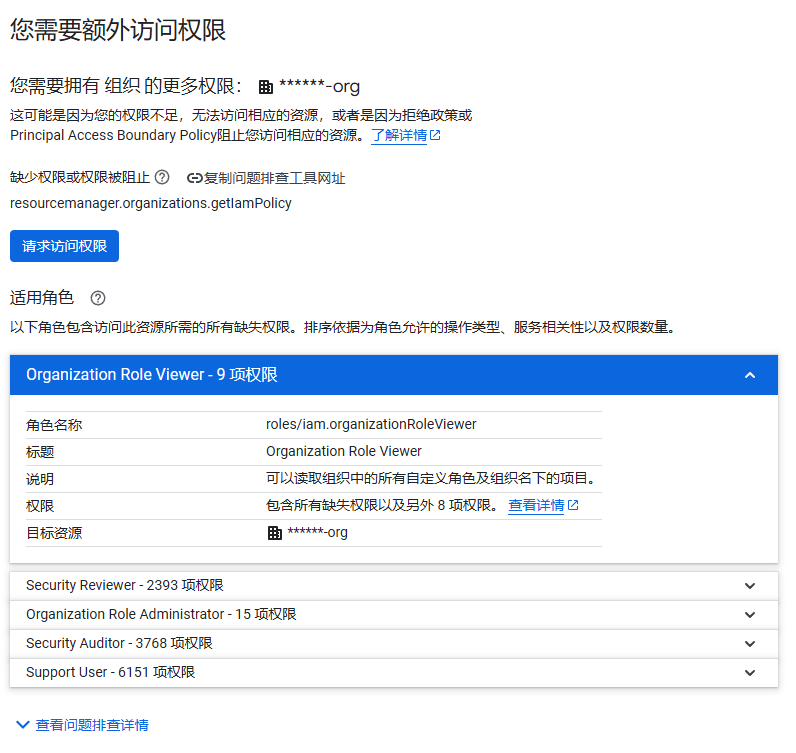 您需要额外访问权限
您需要拥有 组织 的更多权限： ******-org
这可能是因为您的权限不足，无法访问相应的资源，或者是因为拒绝政策或
Principal Access Boundary Policy阻止您访问相应的资源。了解详情
缺少权限或权限被阻止 复制问题排查工具网址
resourcemanager.organizations.getIamPolicy
请求访问权限
适用角色
以下角色包含访问此资源所需的所有缺失权限。排序依据为角色允许的操作类型、服务相关性以及权限数量。
Organization Role Viewer - 9 项权限
角色名称 roles/iam.organizationRoleViewer
标题 Organization Role Viewer
说明 可以读取组织中的所有自定义角色及组织名下的项目。
权限 包含所有缺失权限以及另外 8 项权限。 查看详情
目标资源 ******-org
Security Reviewer - 2393 项权限
Organization Role Administrator - 15 项权限
Security Auditor - 3768 项权限
Support User - 6151 项权限
查看问题排查详情